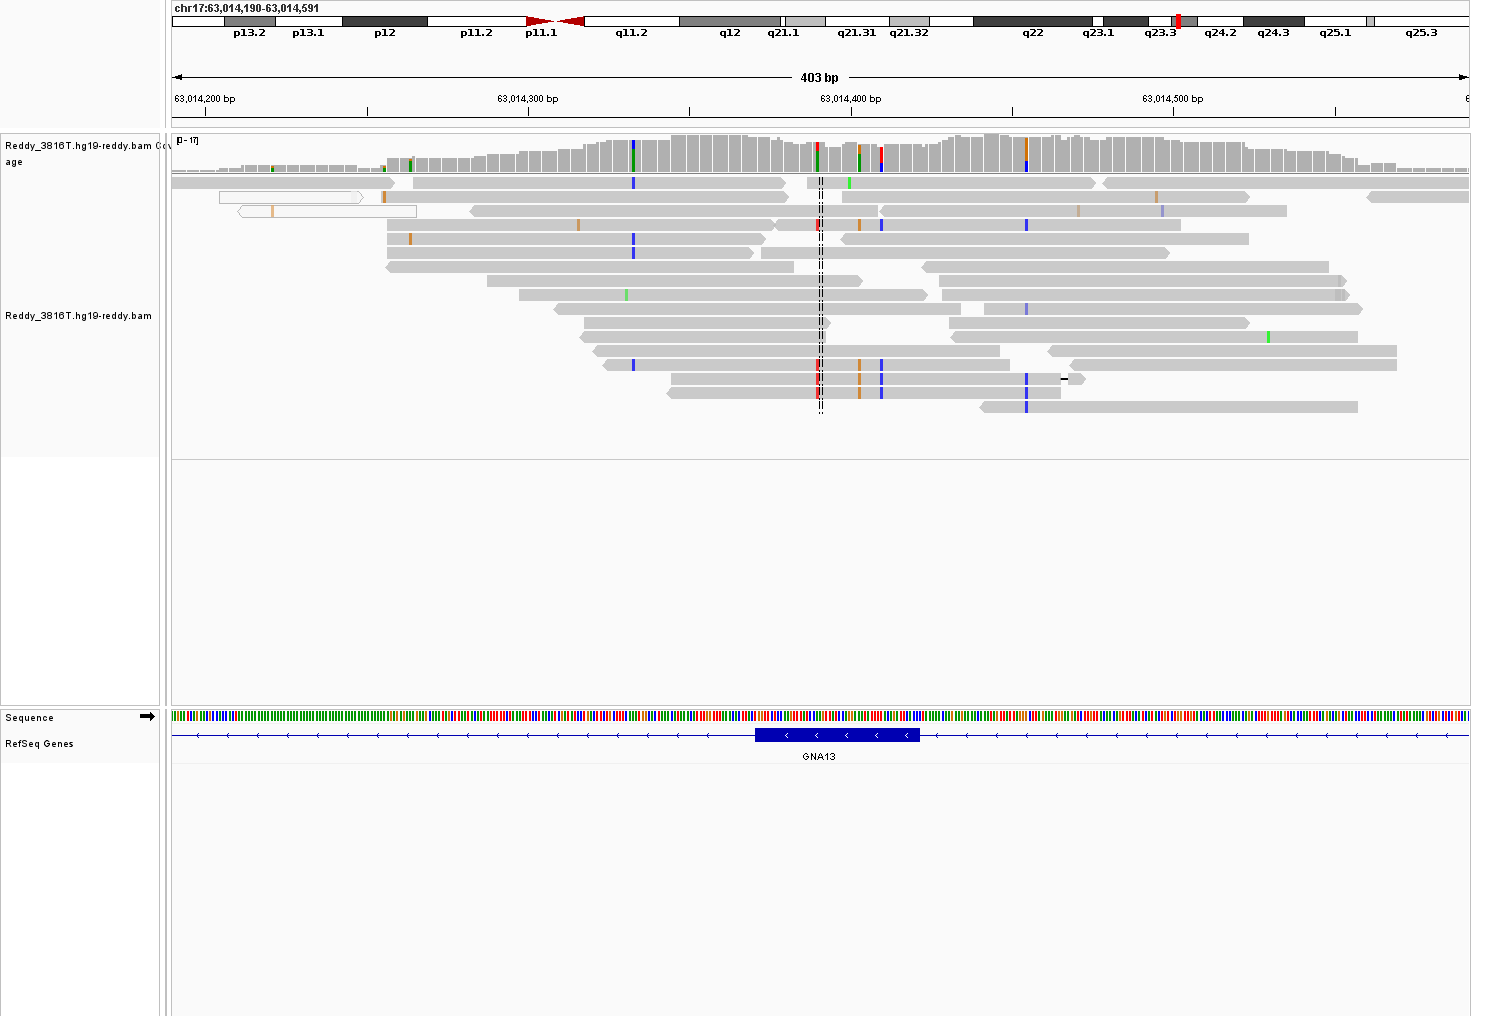 chr17:63,014,190-63,014,591
p13.2 p13.1 p12 p11.2 p11.1 q11.2 q12 q21.1 q21.31 q21.32 q22 q23.1 q23.3 q24.2 q24.3 q25.1 q25.3
403 bp
63,014,200 bp 63,014,300 bp 63,014,400 bp 63,014,500 bp 6
[0 - 17]
Reddy_3816T.hg19-reddy.bam Cov
age
Reddy_3816T.hg19-reddy.bam
Sequence
RefSeq Genes
GNA13